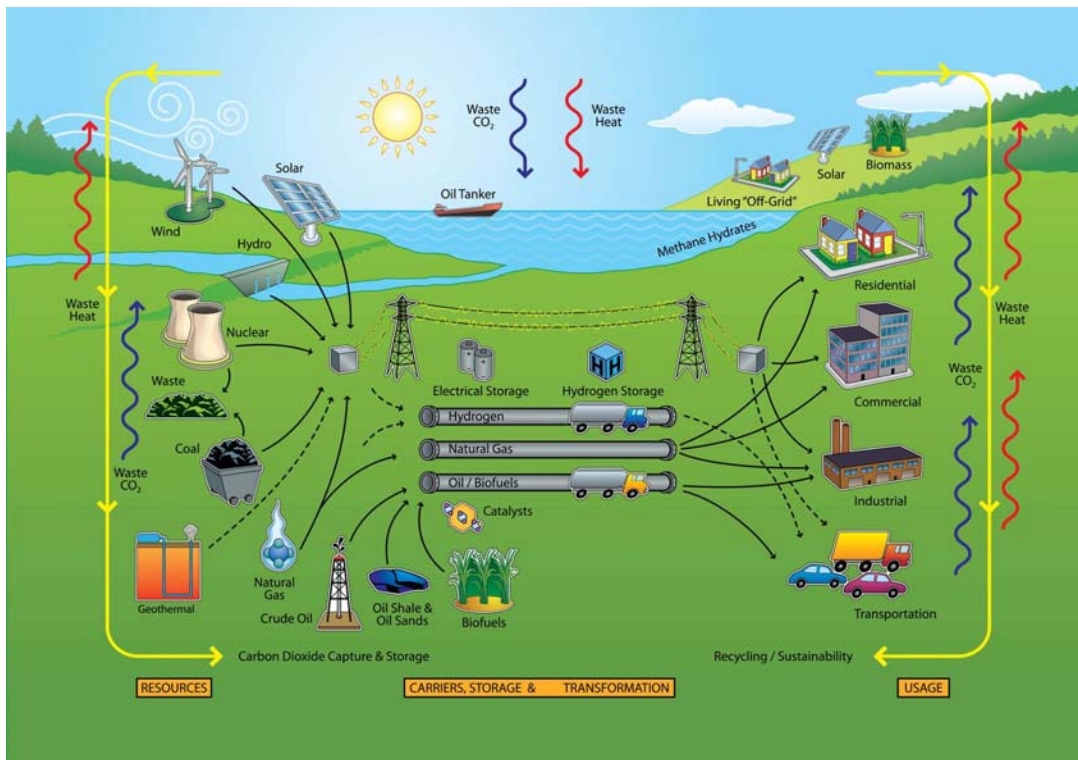 Waste
CO2
Waste
Heat
Solar
Oil Tanker
Wind
Hydro
Solar
Biomass
Living "Off-Grid"
Methane Hydrates
Residential
Waste
Heat
Nuclear
Waste
Heat
Electrical Storage
Hydrogen Storage
Waste
CO2
Waste
Commercial
Hydrogen
Coal
Natural Gas
Waste
CO2
Oil / Biofuels
Industrial
Catalysts
Natural
Gas
Geothermal
Crude Oil
Oil Shale &
Oil Sands
Biofuels
Transportation
Carbon Dioxide Capture & Storage
Recycling / Sustainability
RESOURCES
CARRIERS, STORAGE & TRANSFORMATION
USAGE
H H